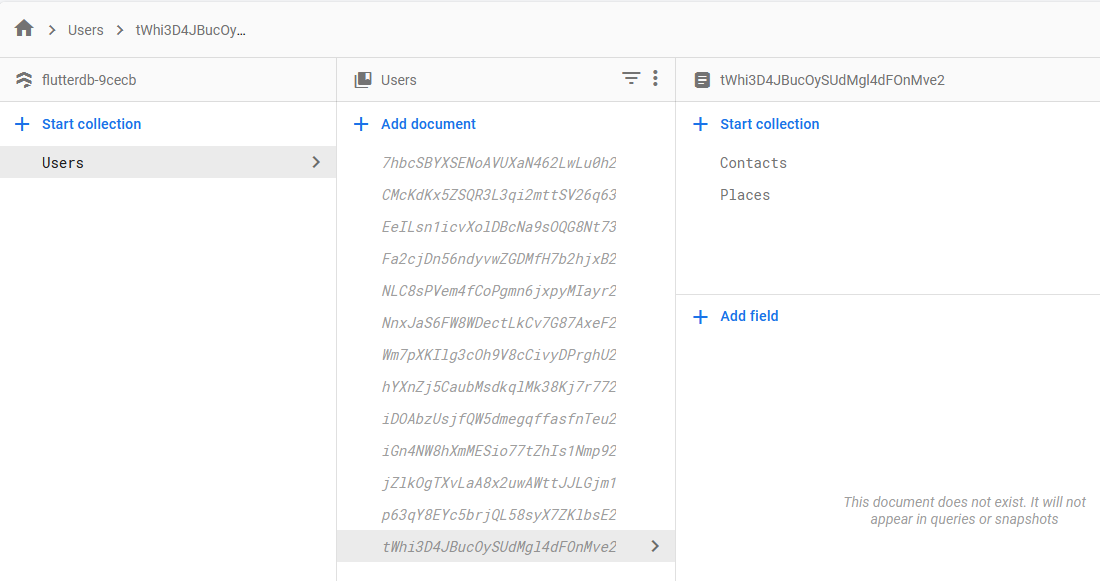 Users
tWhi3D4JBucOy...
flutterdb-9cecb
Start collection
Users
Users
Add document
7hbcSBYXSENoAVUXaN462LwLu0h2
CMcKdKx5ZSQR3L3qi2mttSV26q63
EeILsn1icvXolDBcNa9sOQG8Nt73
Fa2cjDn56ndyvwZGDMfH7b2hjxB2
NLC8sPVem4fCoPgmn6jxpyMIayr2
NnxJaS6FW8WDectLkCv7G87AxeF2
Wm7pXKIlg3cOh9V8cCivyDPrghU2
hYXnZj5CaubMsdkqlMk38Kj7r772
iDOAbzUsjfQW5dmegqffasfnTeu2
iGn4NW8hXmMESio77tZhIs1Nmp92
jZlkOgTXvLaA8x2uwAWttJJLGjm1
p63qY8EYc5brjQL58syX7ZKlbsE2
tWhi3D4JBucOySUdMgl4dFOnMve2
tWhi3D4JBucOySUdMgl4dFOnMve2
Start collection
Contacts
Places
Add field
This document does not exist. It will not
appear in queries or snapshots